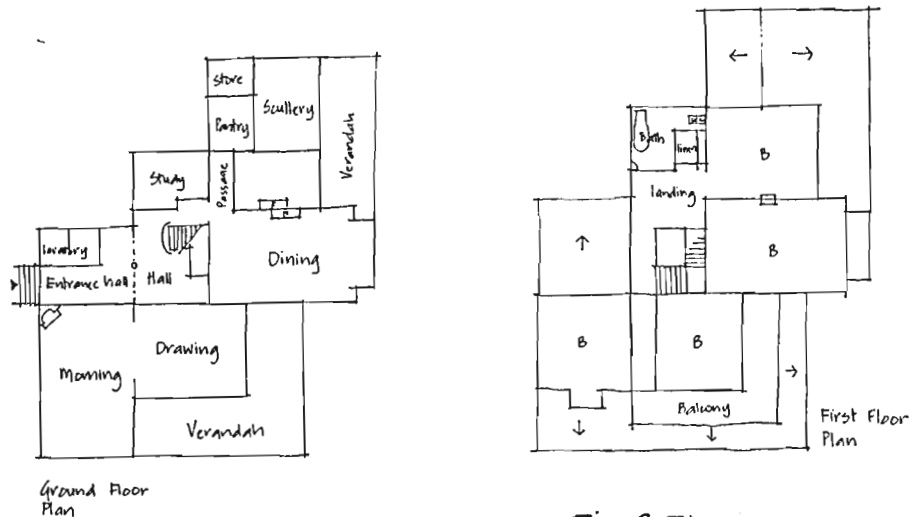 Store
Scullery
Pantry
Verandah
Study
Passage
Lavatory
Entrance hall
Hall
Dining
Drawing
Morning
Verandah
Ground Floor
Plan
Bath
linen
B
landing
B
B
B
Balcony
First Floor
Plan